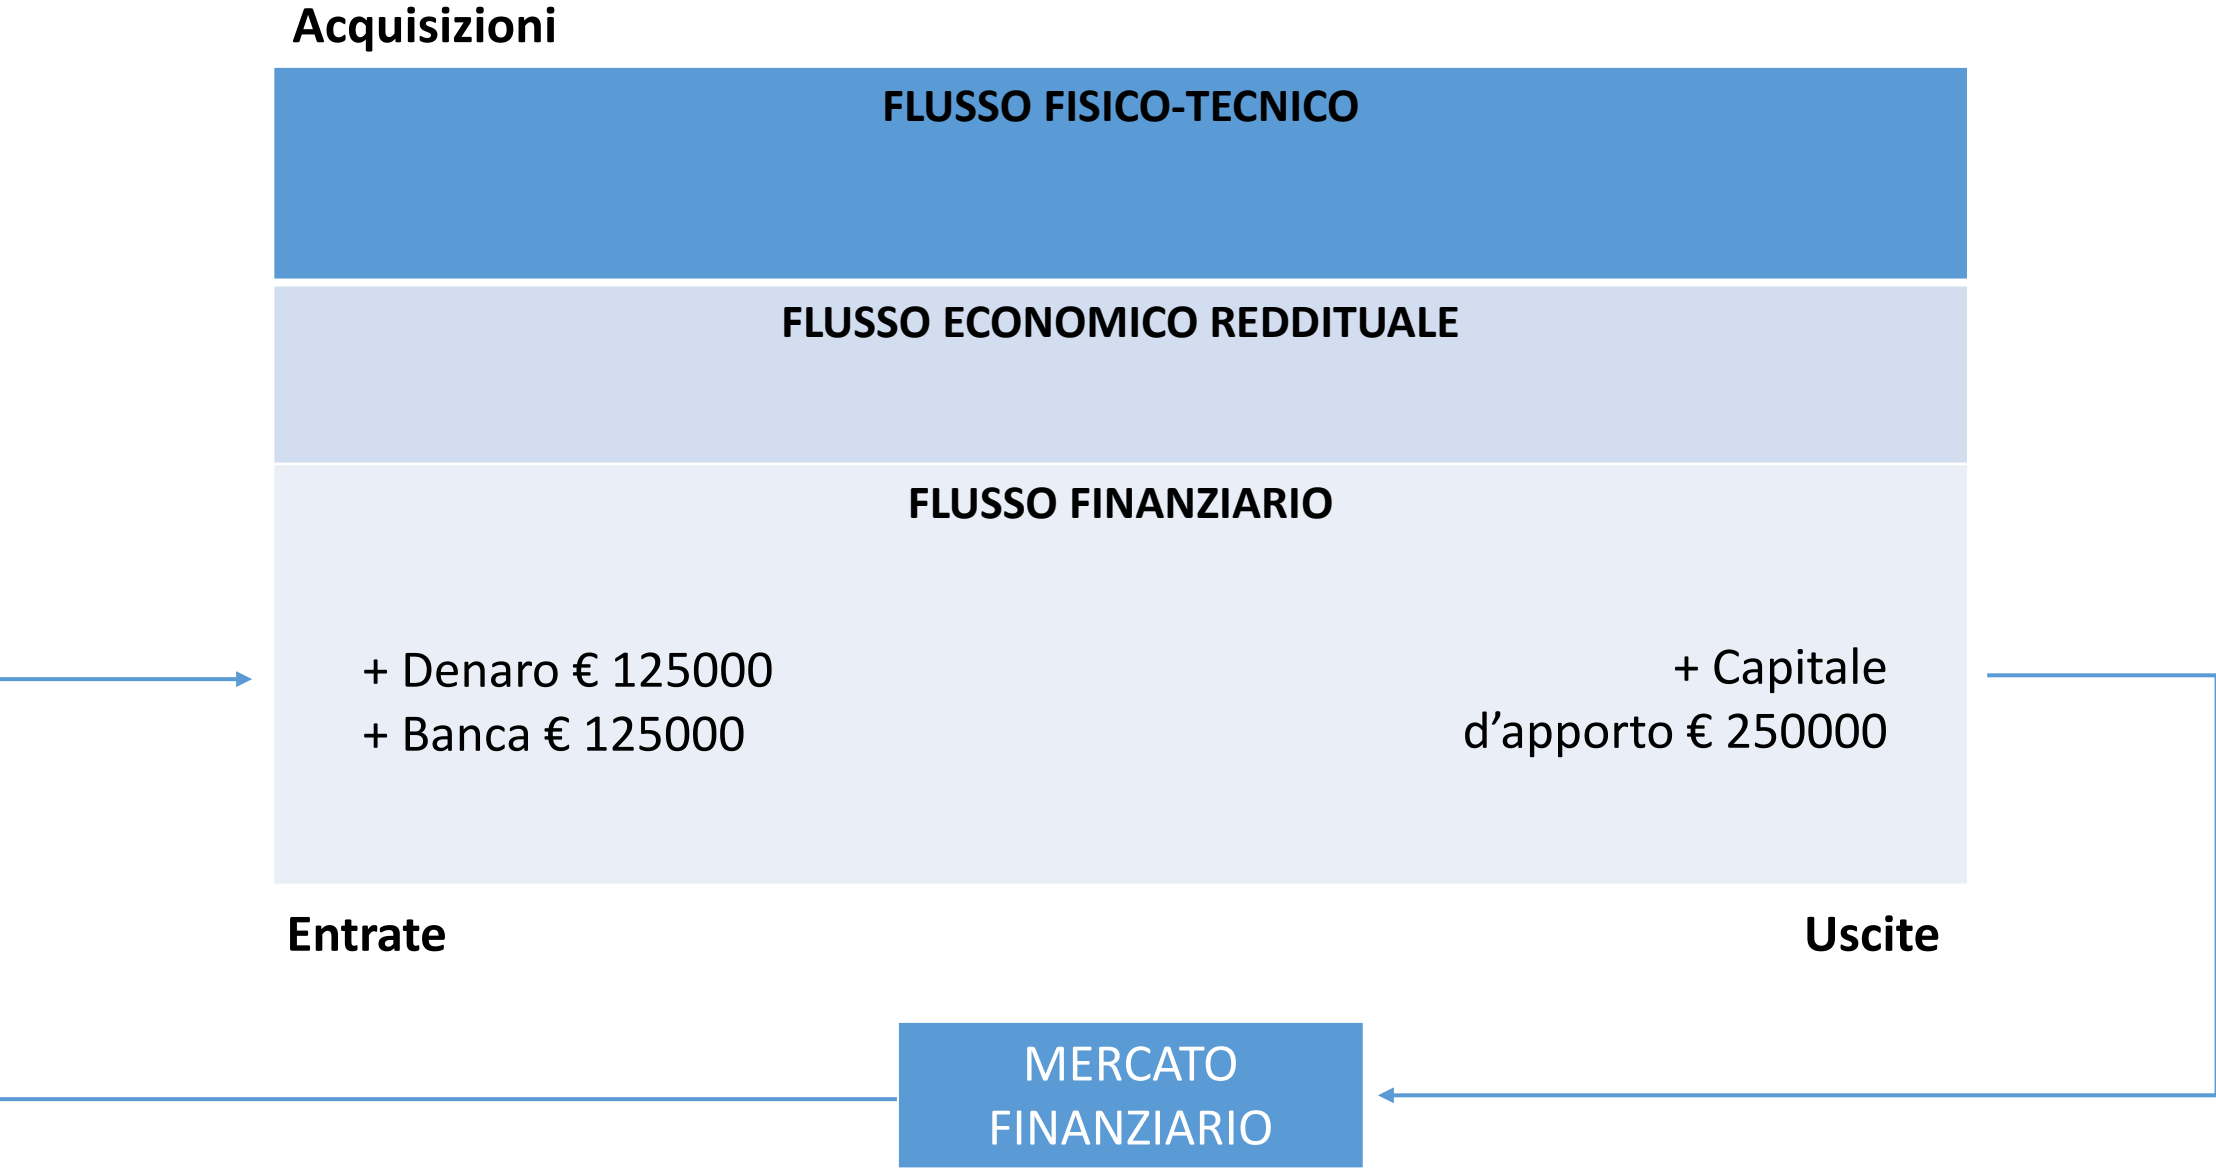 Acquisizioni
FLUSSO FISICO-TECNICO
FLUSSO ECONOMICO REDDITUALE
FLUSSO FINANZIARIO
+ Denaro € 125000
+ Banca € 125000
+ Capitale
d’apporto € 250000
Entrate
Uscite
MERCATO
FINANZIARIO